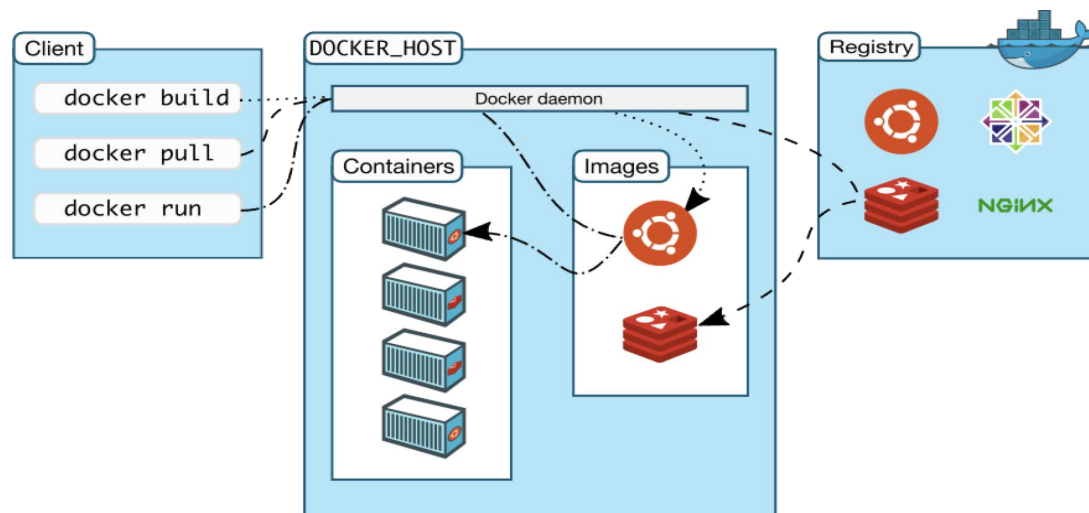 Client
docker build
docker pull
docker run
DOCKER_HOST
Docker daemon
Containers
Images
Registry
NGINX